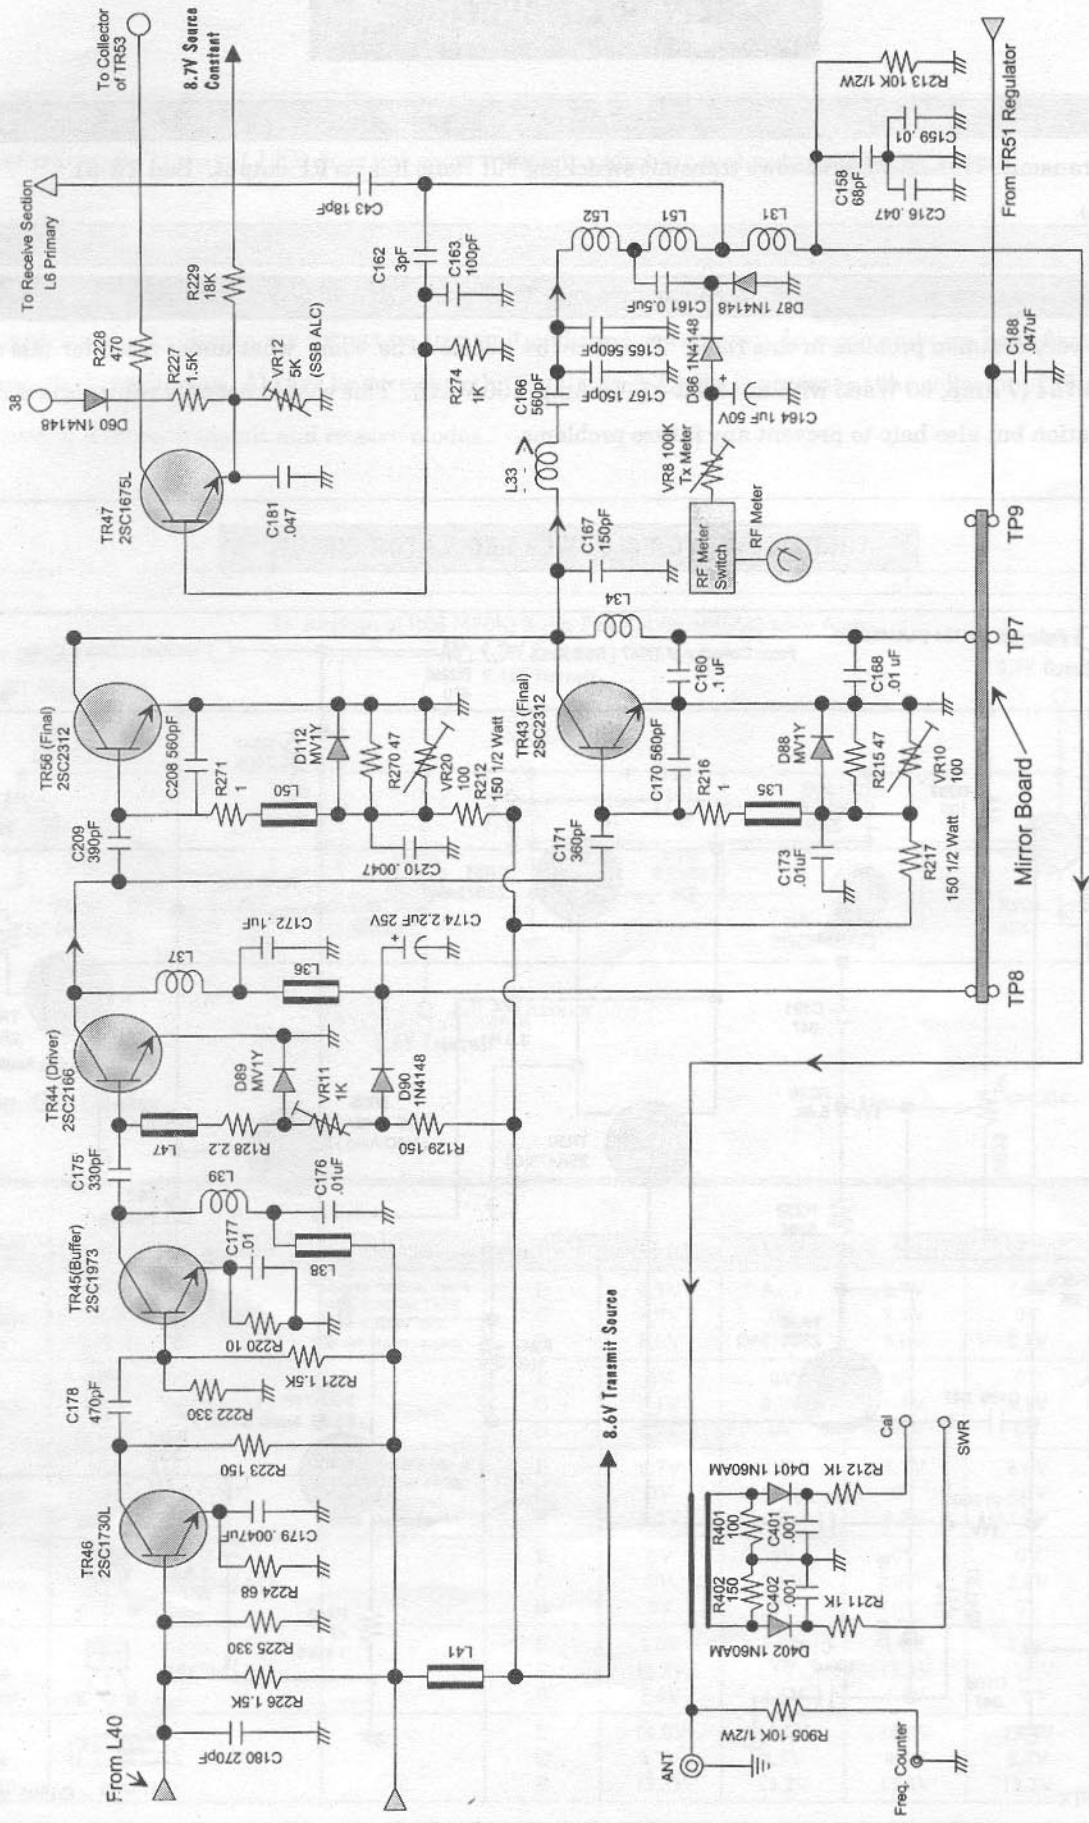 From L40
C180 270pF
R226 1.5K
R225 330
R224 68
C179 .0047uF
TR46
2SC1730L
R223 150
C178
470pF
R222 330
R221 1.5K
TR45(Buffer)
2SC1973
R220 10
C177
.01
L38
L39
C176
.01uF
C175
330pF
L47
R128 2.2
D89
MV1Y
VR11
1K
D90
1N4148
R129 150
TR44 (Driver)
2SC2166
L37
C172 .1uF
L36
C174 2.2uF 25V
C209
390pF
TR56 (Final)
2SC2312
C208 560pF
R271
1
L50
D112
MV1Y
R270 47
VR20
100
R212
150 1/2 Watt
C210 .0047
TR47
2SC1675L
38
D60 1N4148
R228
470
R227
1.5K
R229
18K
VR12
5K
(SSB ALC)
C181
.047
To Receive Section
L6 Primary
To Collector
of TR53
8.7V Source
Constant
C43 18pF
C162
3pF
C163
100pF
R274
1K
C171
360pF
TR43 (Final)
2SC2312
C170 560pF
R216
1
L35
C173
.01uF
D88
MV1Y
R215 47
VR10
100
R217
150 1/2 Watt
L34
C160
.1 uF
C168
.01 uF
C167
150pF
L33
C166
560pF
C167 150pF
C165 560pF
L52
L51
L31
C161 0.5uF
D87 1N4148
D86 1N4148
C164 1uF 50V
VR8 100K
Tx Meter
RF Meter
Switch
RF Meter
R213 10K 1/2W
C159 .01
C158
68pF
C216 .047
From TR51 Regulator
C188
.047uF
TP9
TP7
TP8
Mirror Board
L41
8.6V Transmit Source
ANT
R905 10K 1/2W
Freq. Counter
R402
150
R401
100
C402
.001
C401
.001
D402 1N60AM
D401 1N60AM
R211 1K
R212 1K
Cal
SWR